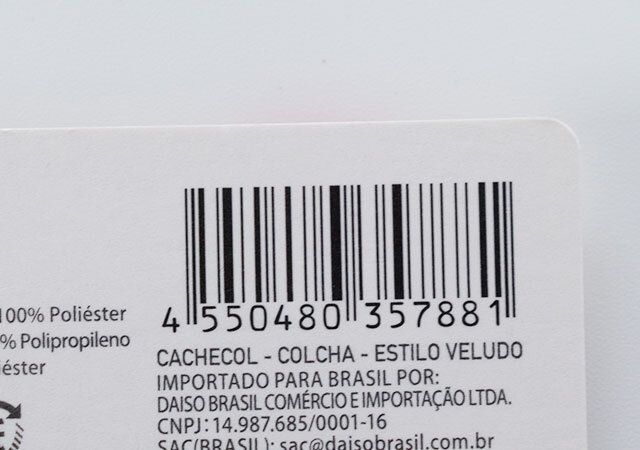 4 550480 357881
100% Poliéster
% Polipropileno
iéster
CACHECOL - COLCHA - ESTILO VELUDO
IMPORTADO PARA BRASIL POR:
DAISO BRASIL COMÉRCIO E IMPORTAÇÃO LTDA.
CNPJ: 14.987.685/0001-16
SAC(BRASIL): sac@daisobrasil.com.br